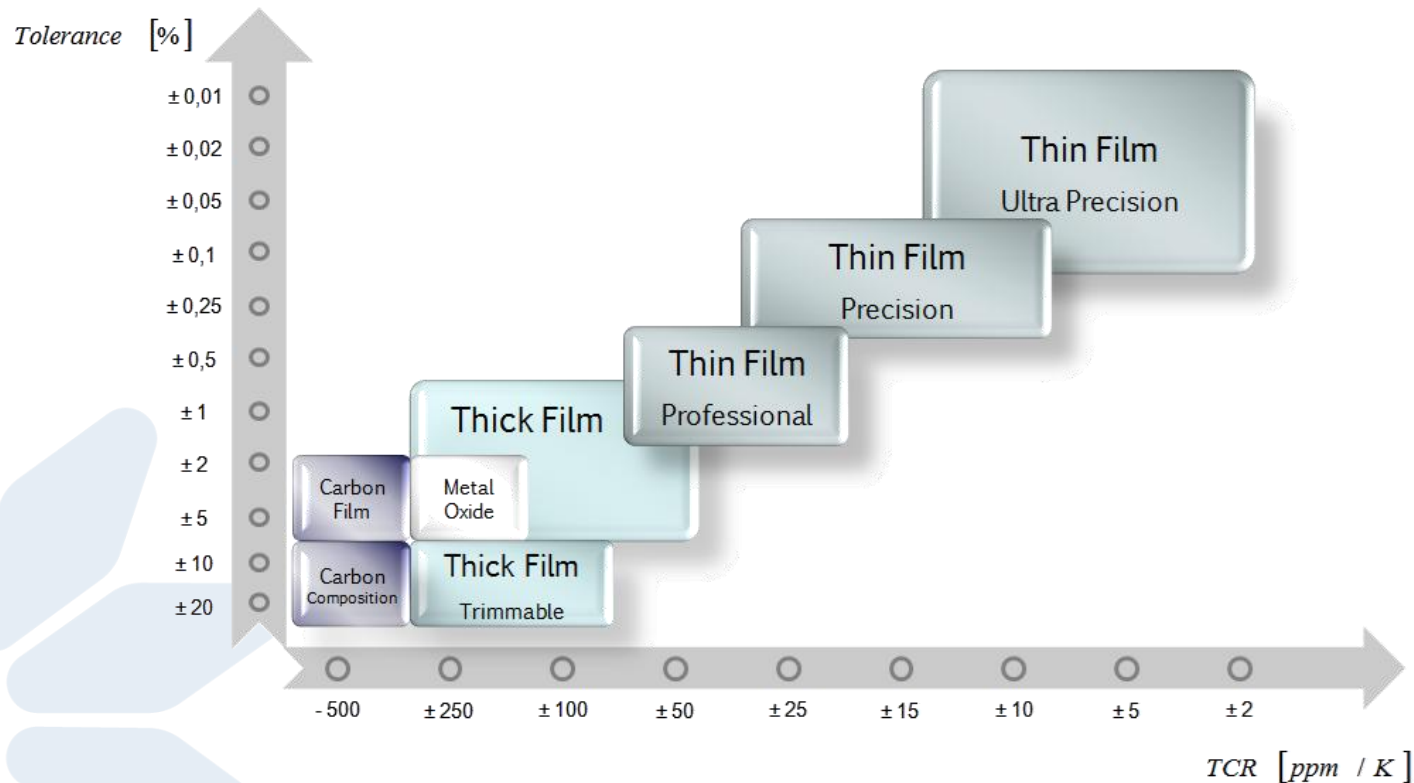 Tolerance [%]
± 0,01
± 0,02
± 0,05
± 0,1
± 0,25
± 0,5
± 1
± 2
± 5
± 10
± 20
Thin Film
Ultra Precision
Thin Film
Precision
Thin Film
Professional
Thick Film
Carbon
Film
Metal
Oxide
Carbon
Composition
Thick Film
Trimmable
- 500 ± 250 ± 100 ± 50 ± 25 ± 15 ± 10 ± 5 ± 2
TCR [ppm / K]